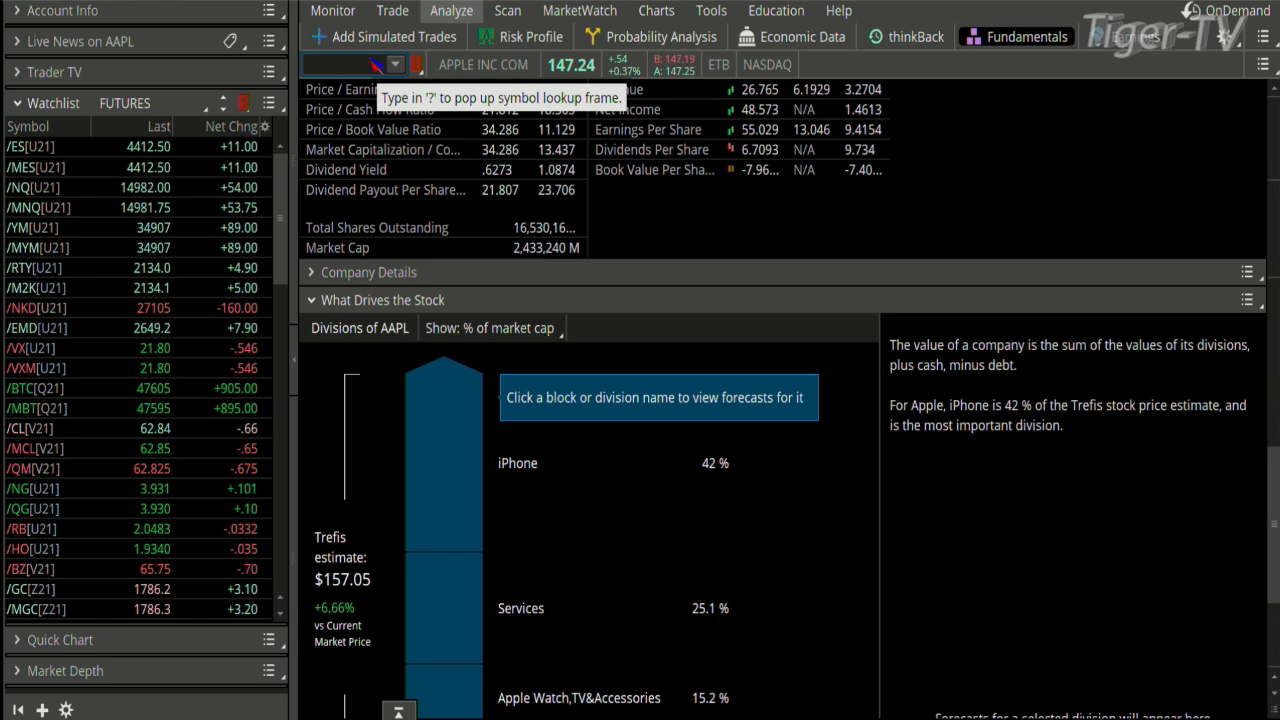 Account Info
Live News on AAPL
Trader TV
Watchlist FUTURES
Symbol Last Net Chng
/ES[U21] 4412.50 +11.00
/MES[U21] 4412.50 +11.00
/NQ[U21] 14982.00 +54.00
/MNQ[U21] 14981.75 +53.75
/YM[U21] 34907 +89.00
/MYM[U21] 34907 +89.00
/RTY[U21] 2134.0 +4.90
/M2K[U21] 2134.1 +5.00
/NKD[U21] 27105 -160.00
/EMD[U21] 2649.2 +7.90
/VX[U21] 21.80 -.546
/VXM[U21] 21.80 -.546
/BTC[Q21] 47605 +905.00
/MBT[Q21] 47595 +895.00
/CL[V21] 62.84 -.66
/MCL[V21] 62.85 -.65
/QM[V21] 62.825 -.675
/NG[U21] 3.931 +.101
/QG[U21] 3.930 +.10
/RB[U21] 2.0483 -.0332
/HO[U21] 1.9340 -.035
/BZ[V21] 65.75 -.70
/GC[Z21] 1786.2 +3.10
/MGC[Z21] 1786.3 +3.20
Quick Chart
Market Depth
Monitor Trade Analyze Scan MarketWatch Charts Tools Education Help OnDemand
Add Simulated Trades Risk Profile Probability Analysis Economic Data thinkBack Fundamentals
Tiger-TV
APPLE INC COM 147.24 +.54 +0.37% B: 147.19 A: 147.25 ETB NASDAQ
Type in '?' to pop up symbol lookup frame.
26.765 6.1929 3.2704
48.573 N/A 1.4613
Price / Book Value Ratio 34.286 11.129 Earnings Per Share 55.029 13.046 9.4154
Market Capitalization / Co... 34.286 13.437 Dividends Per Share 6.7093 N/A 9.734
Dividend Yield .6273 1.0874 Book Value Per Sha... -7.96... N/A -7.40...
Dividend Payout Per Share... 21.807 23.706
Total Shares Outstanding 16,530,16...
Market Cap 2,433,240 M
Company Details
What Drives the Stock
Divisions of AAPL Show: % of market cap
Click a block or division name to view forecasts for it
iPhone 42 %
Trefis
estimate:
$157.05
+6.66%
vs Current
Market Price
Services 25.1 %
Apple Watch,TV&Accessories 15.2 %
The value of a company is the sum of the values of its divisions,
plus cash, minus debt.
For Apple, iPhone is 42 % of the Trefis stock price estimate, and
is the most important division.
Forecasts for a selected division will appear here